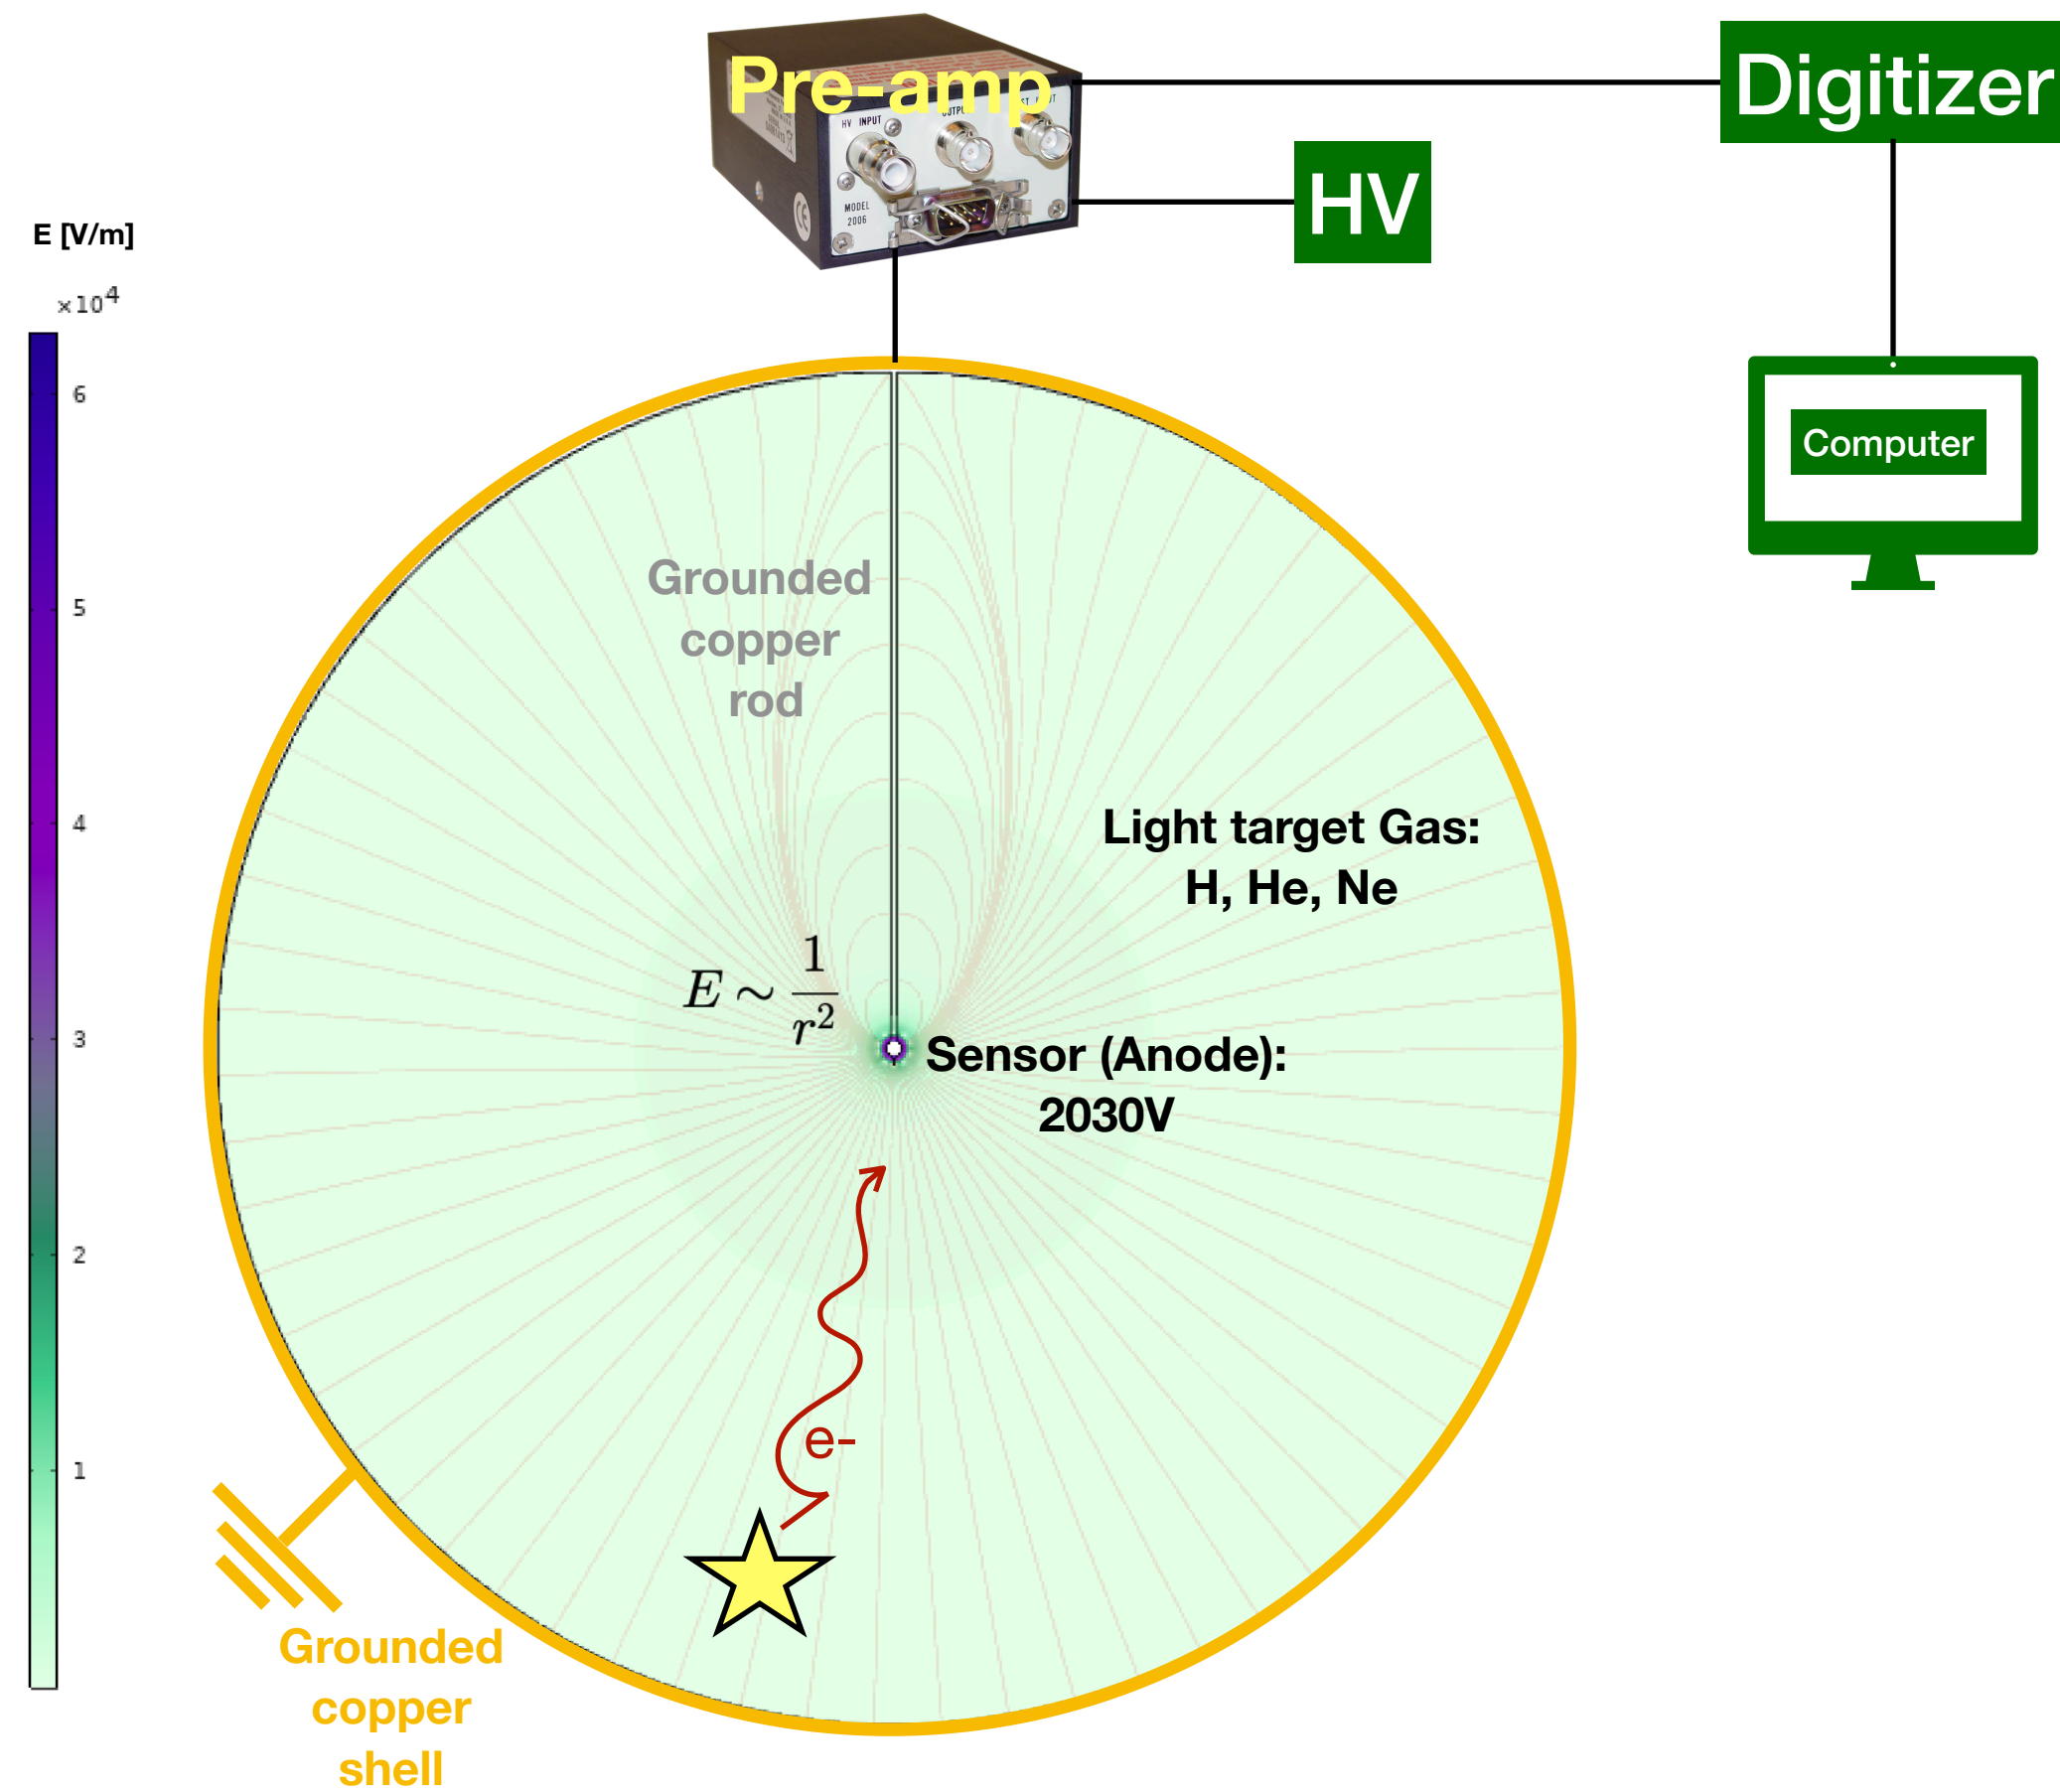 Pre-amp
HV INPUT
MODEL
2006
CE
Digitizer
HV
Computer
E [V/m]
×10⁴
6
5
4
3
2
1
Grounded
copper
rod
Light target Gas:
H, He, Ne
E ~ 1/r²
Sensor (Anode):
2030V
e-
Grounded
copper
shell